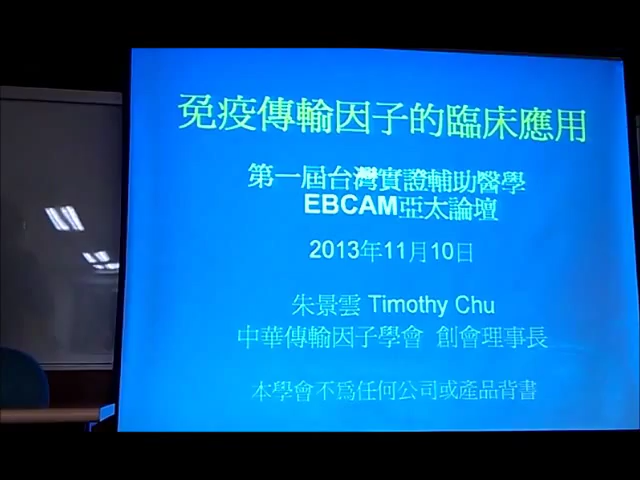 免疫傳輸因子的臨床應用
第一屆台灣實證輔助醫學
EBCAM亞太論壇
2013年11月10日
朱景雲 Timothy Chu
中華傳輸因子學會 創會理事長
本學會不為任何公司或產品背書